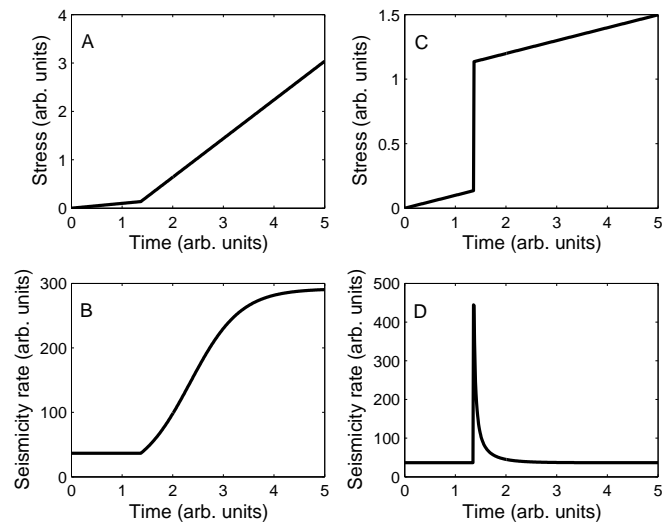 A
Stress (arb. units)
4
3
2
1
0
0 1 2 3 4 5
Time (arb. units)
C
Stress (arb. units)
1.5
1
0.5
0
0 1 2 3 4 5
Time (arb. units)
B
Seismicity rate (arb. units)
300
200
100
0
0 1 2 3 4 5
Time (arb. units)
D
Seismicity rate (arb. units)
500
400
300
200
100
0
0 1 2 3 4 5
Time (arb. units)